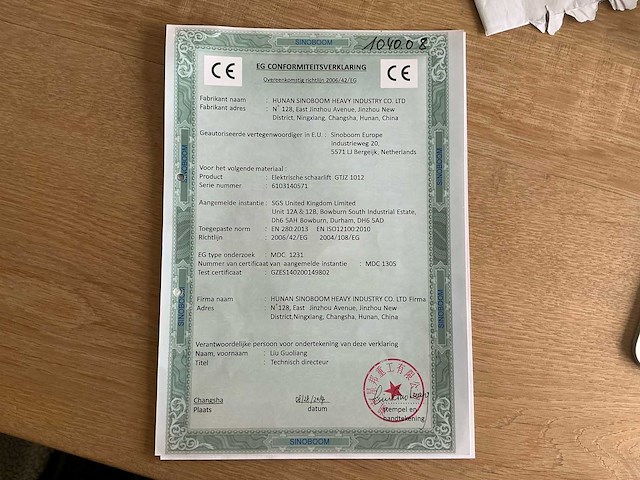 SINOBOOM
104008
EG CONFORMITEITSVERKLARING
CE
CE
Overeenkomstig richtlijn 2006/42/EG
Fabrikant naam : HUNAN SINOBOOM HEAVY INDUSTRY CO. LTD
Fabrikant adres : N° 128, East Jinzhou Avenue, Jinzhou New
District, Ningxiang, Changsha, Hunan, China
Geautoriseerde vertegenwoordiger in E.U. : Sinoboom Europe
Industrieweg 20,
5571 LJ Bergeijk, Netherlands
Voor het volgende materiaal :
Product : Elektrische schaarlift GTJZ 1012
Serie nummer : 6103140571
Aangemelde instantie : SGS United Kingdom Limited
Unit 12A & 12B, Bowburn South Industrial Estate,
Dh6 5AH Bowburn, Durham, DH6 5AD
Toegepaste norm : EN 280:2013 EN ISO12100:2010
Richtlijn : 2006/42/EG 2004/108/EG
EG type onderzoek : MDC 1231
Nummer van certificaat van aangemelde instantie : MDC 1305
Test certificaat : GZES140200149802
Firma naam : HUNAN SINOBOOM HEAVY INDUSTRY CO. LTD Firma
Adres : N°128, East Jinzhou Avenue, Jinzhou New
District,Ningxiang, Changsha, Hunan, China
Verantwoordelijke persoon voor ondertekening van deze verklaring
Naam, voornaam : Liu Guoliang
Titel : Technisch directeur
Changsha
Plaats
datum
Stempel en
handtekening
SINOBOOM
SINOBOOM
SINOBOOM
SINOBOOM
SINOBOOM